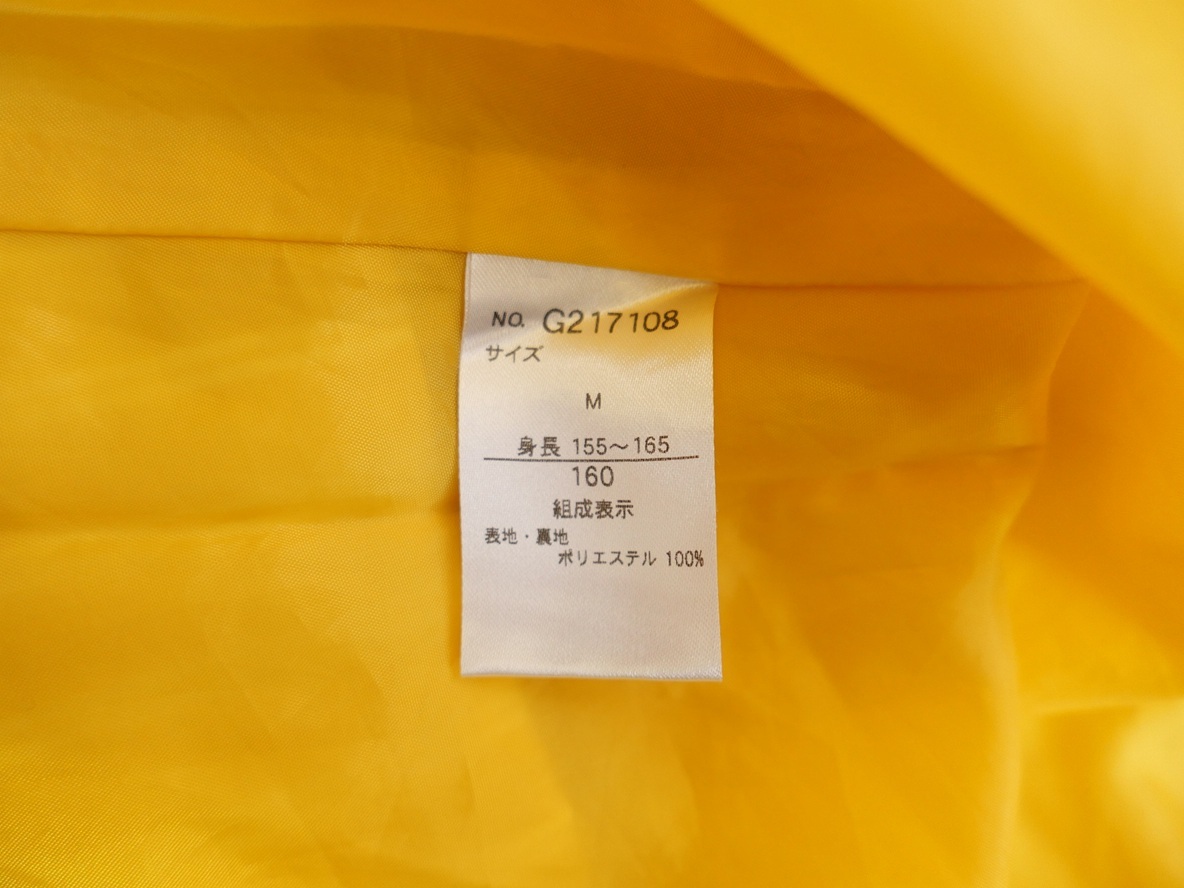 NO. G217108
サイズ
M
身長 155～165
160
組成表示
表地・裏地
ポリエステル 100%